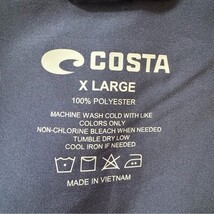 COSTA
X LARGE
100% POLYESTER
MACHINE WASH COLD WITH LIKE
COLORS ONLY
NON-CHLORINE BLEACH WHEN NEEDED
TUMBLE DRY LOW
COOL IRON IF NEEDED
MADE IN VIETNAM